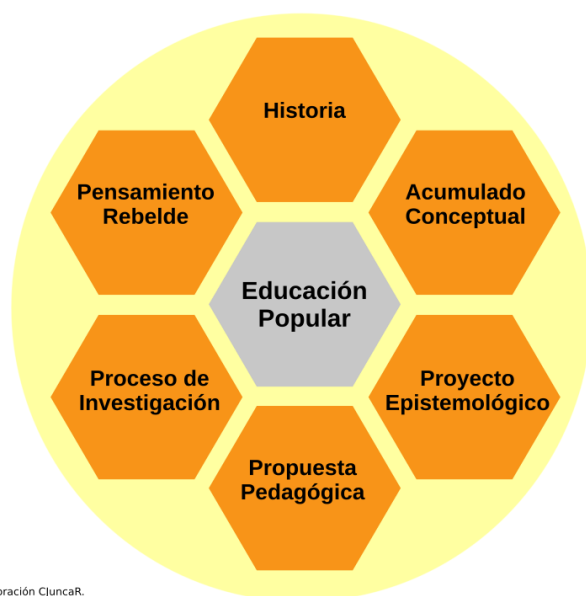 Historia
Pensamiento
Rebelde
Acumulado
Conceptual
Educación
Popular
Proceso de
Investigación
Proyecto
Epistemológico
Propuesta
Pedagógica
oración CJuncaR.